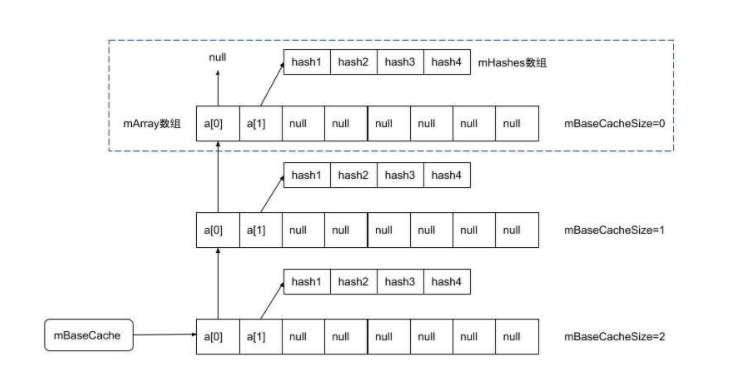 null
hash1 hash2 hash3 hash4 mHashes数组
mArray数组 a[0] a[1] null null null null null null mBaseCacheSize=0
hash1 hash2 hash3 hash4
a[0] a[1] null null null null null null mBaseCacheSize=1
hash1 hash2 hash3 hash4
mBaseCache a[0] a[1] null null null null null null mBaseCacheSize=2